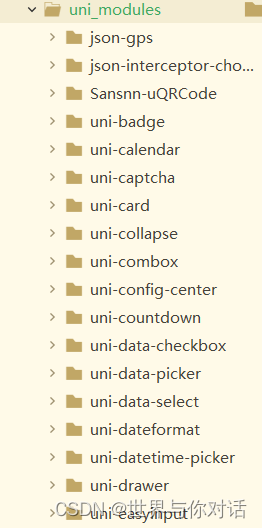 uni_modules
json-gps
json-interceptor-cho...
Sansnn-uQRCode
uni-badge
uni-calendar
uni-captcha
uni-card
uni-collapse
uni-combox
uni-config-center
uni-countdown
uni-data-checkbox
uni-data-picker
uni-data-select
uni-dateformat
uni-datetime-picker
uni-drawer
uni-easyinput
CSDN @世界与你对话